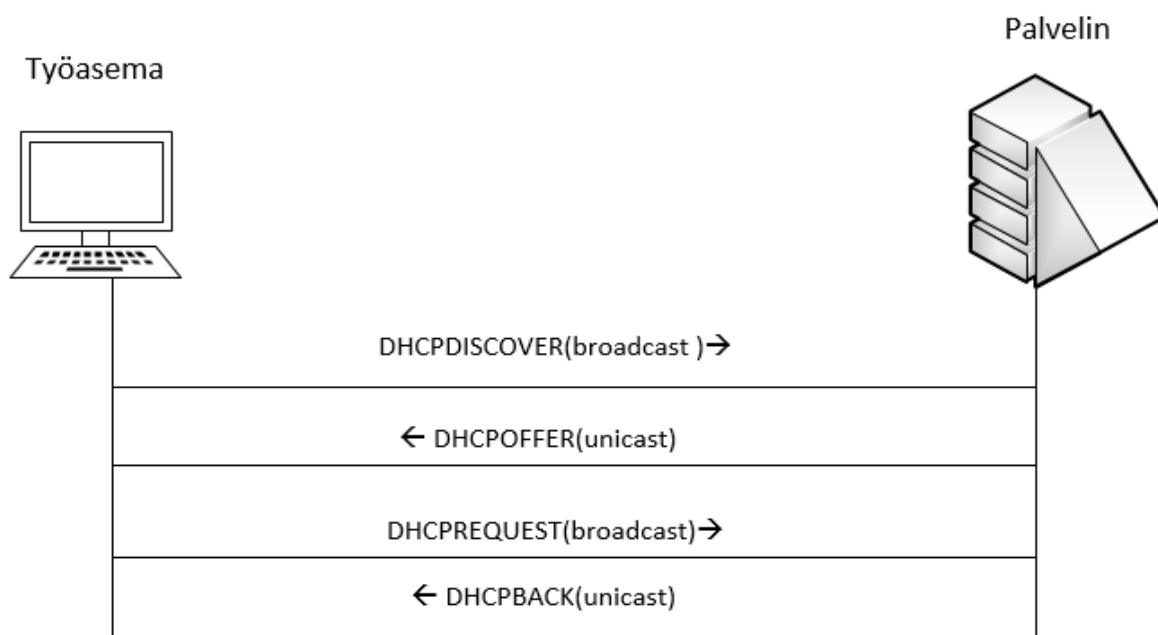 Palvelin
Työasema
DHCPDISCOVER(broadcast )→
← DHCPOFFER(unicast)
DHCPREQUEST(broadcast)→
← DHCPBACK(unicast)